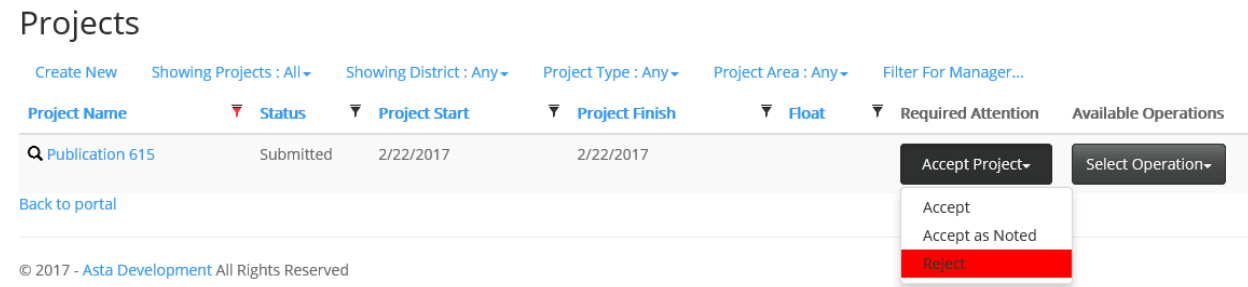 Projects
Create New Showing Projects : All Showing District : Any Project Type : Any Project Area : Any Filter For Manager...
Project Name Status Project Start Project Finish Float Required Attention Available Operations
Publication 615 Submitted 2/22/2017 2/22/2017 Accept Project Select Operation
Back to portal
Accept
Accept as Noted
Reject
© 2017 - Asta Development All Rights Reserved